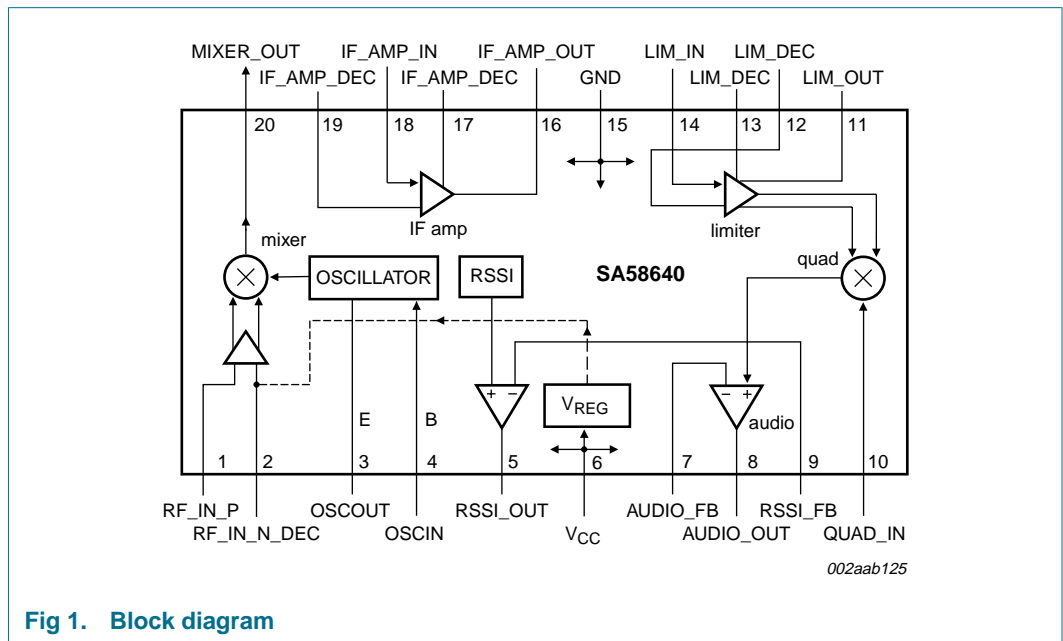 MIXER_OUT IF_AMP_IN IF_AMP_OUT LIM_IN LIM_DEC
IF_AMP_DEC IF_AMP_DEC GND LIM_DEC LIM_OUT
20 19 18 17 16 15 14 13 12 11
IF amp
limiter
mixer
quad
OSCILLATOR
RSSI
SA58640
+ −
VREG
− +
audio
E
B
1 2 3 4 5 6 7 8 9 10
RF_IN_P OSCOUT RSSI_OUT VCC AUDIO_FB RSSI_FB
RF_IN_N_DEC OSCIN AUDIO_OUT QUAD_IN
002aab125
Fig 1. Block diagram